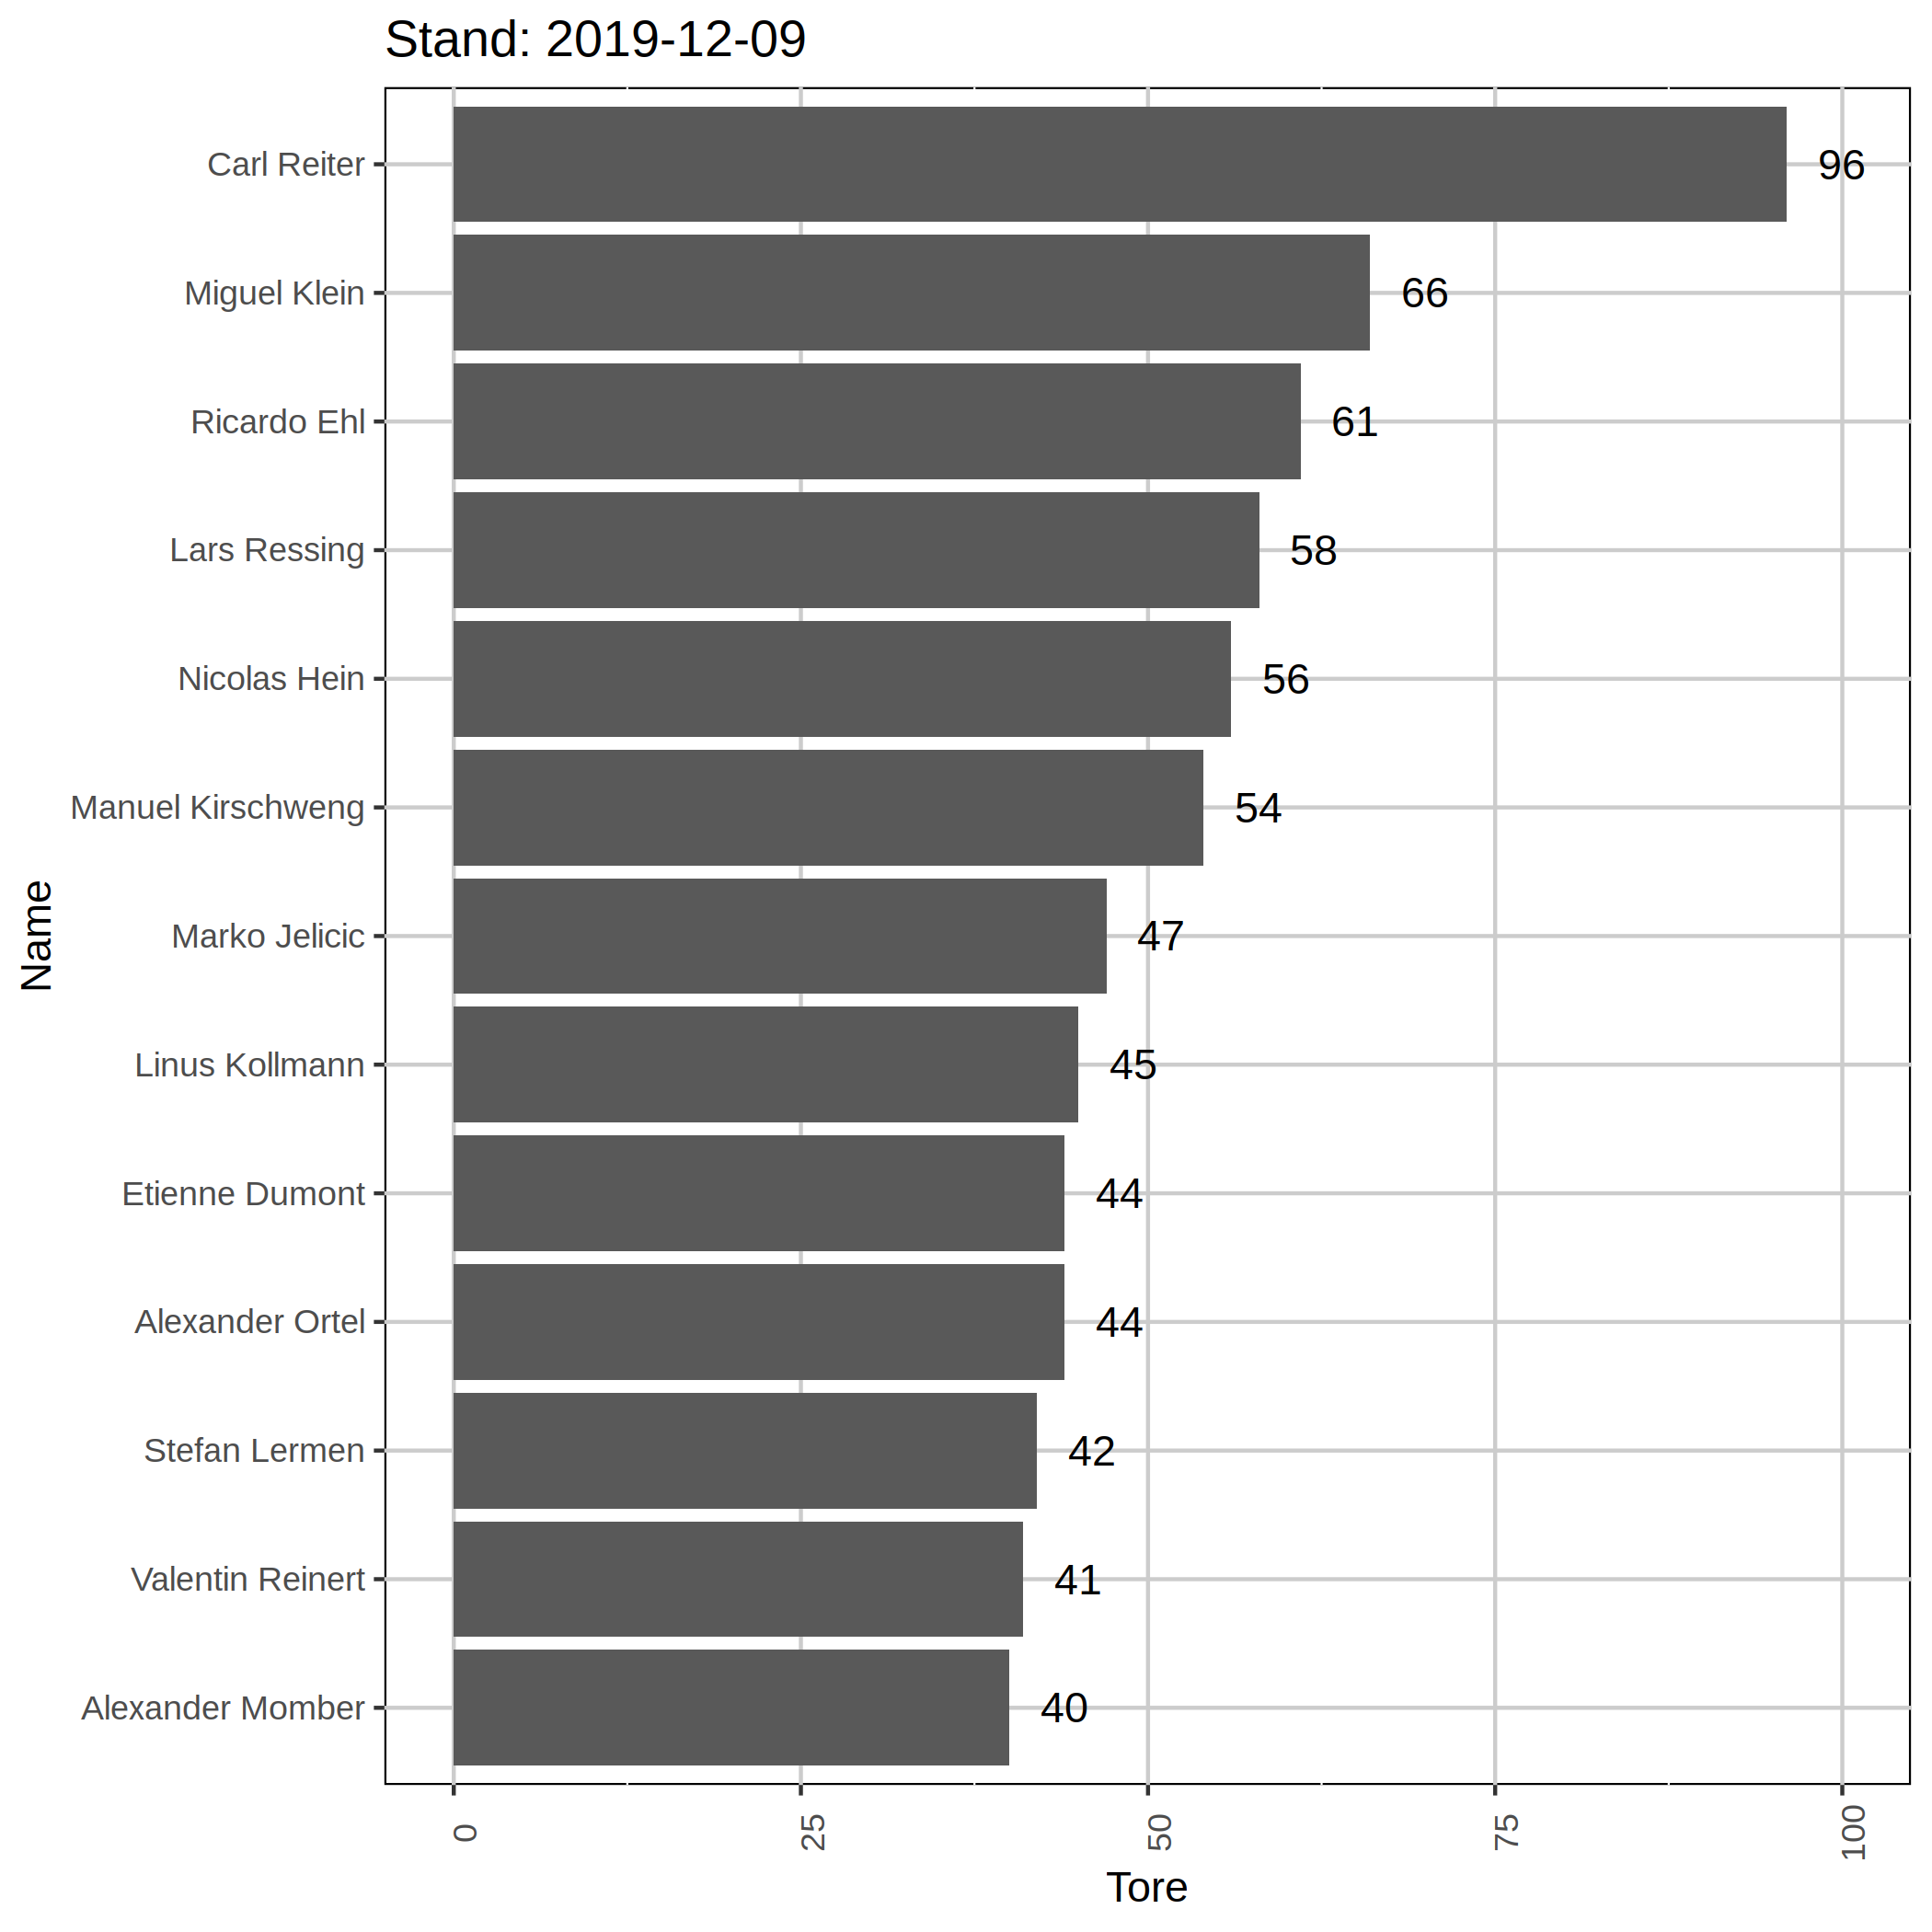 Stand: 2019-12-09
Carl Reiter 96
Miguel Klein 66
Ricardo Ehl 61
Lars Ressing 58
Nicolas Hein 56
Manuel Kirschweng 54
Marko Jelicic 47
Linus Kollmann 45
Etienne Dumont 44
Alexander Ortel 44
Stefan Lermen 42
Valentin Reinert 41
Alexander Momber 40
Name
0 25 50 75 100
Tore